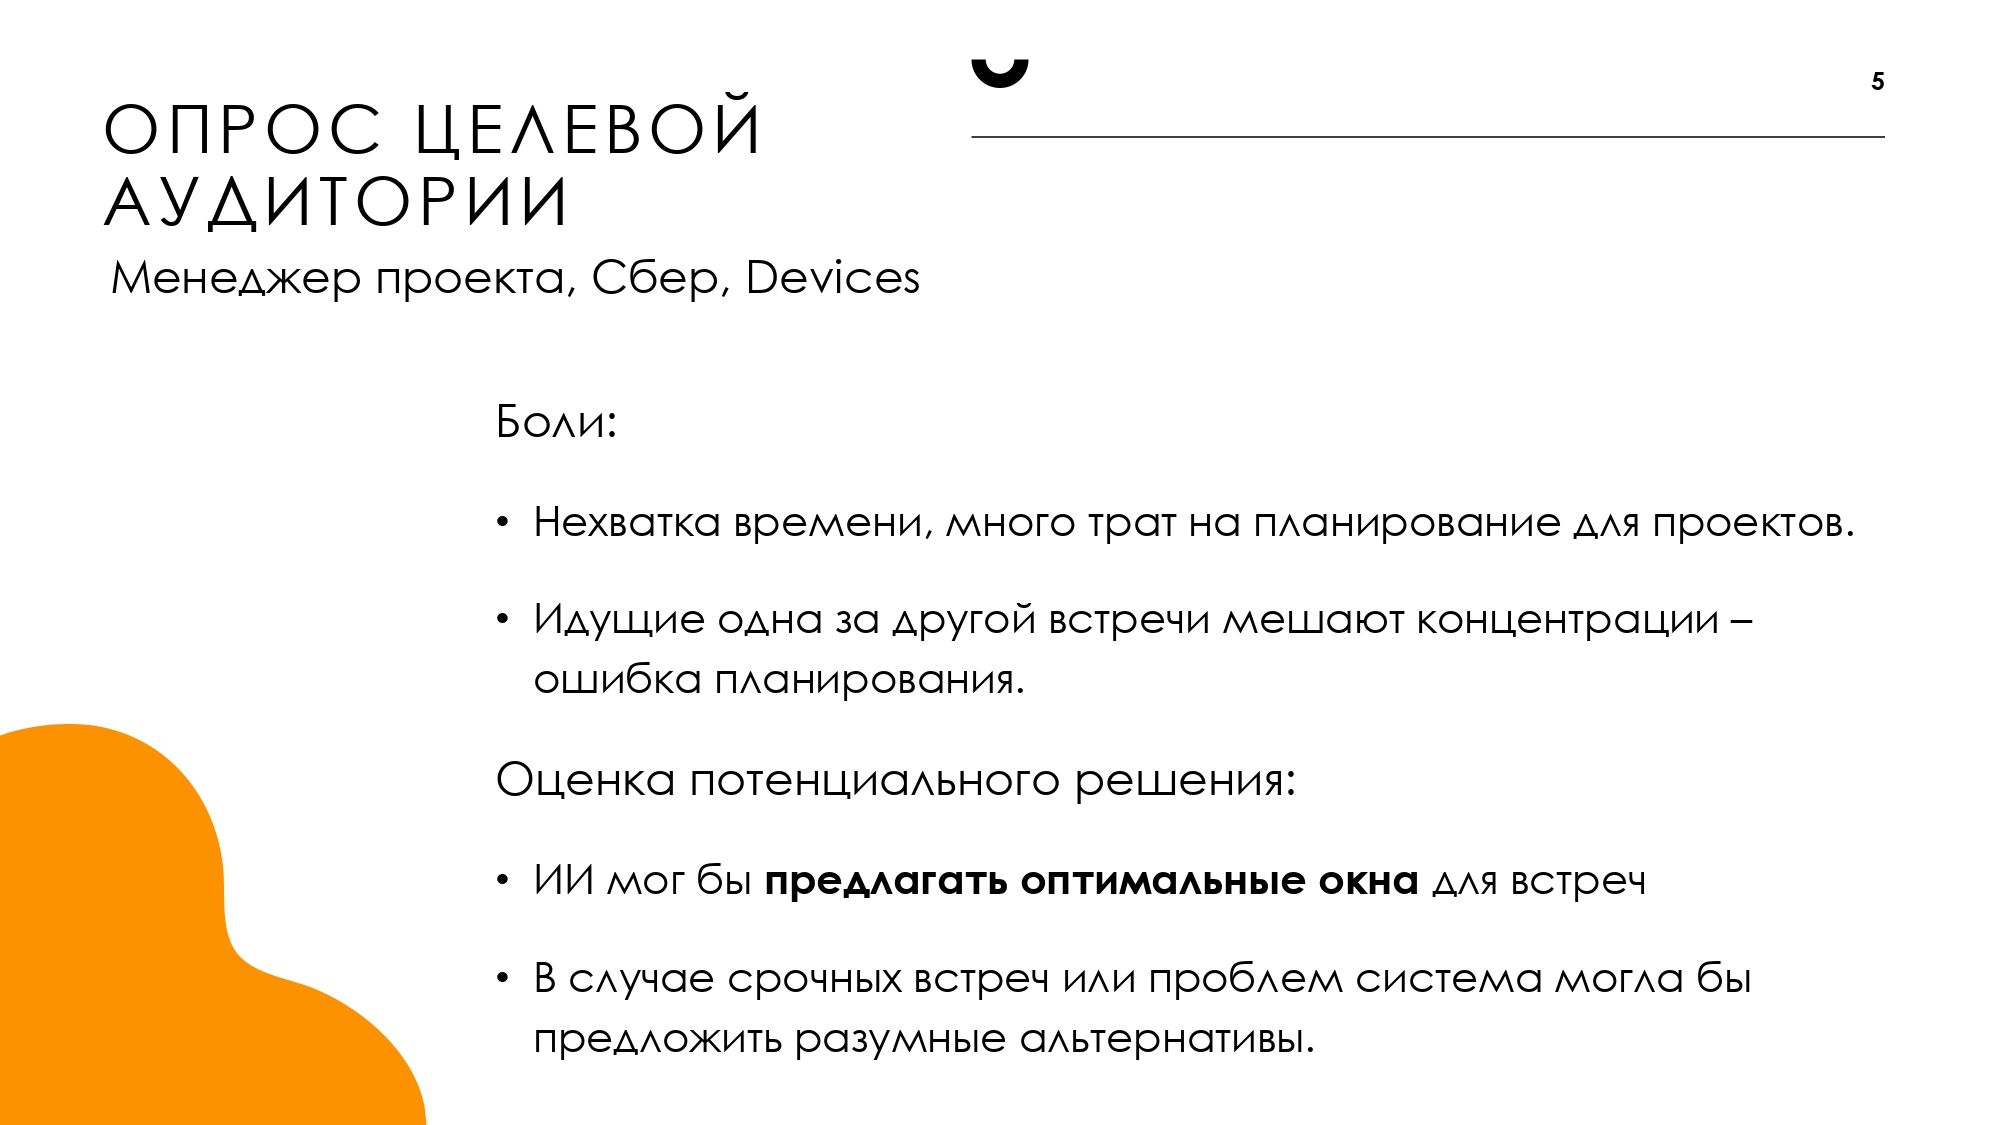 5
ОПРОС ЦЕЛЕВОЙ
АУДИТОРИИ
Менеджер проекта, Сбер, Devices
Боли:
• Нехватка времени, много трат на планирование для проектов.
• Идущие одна за другой встречи мешают концентрации –
ошибка планирования.
Оценка потенциального решения:
• ИИ мог бы предлагать оптимальные окна для встреч
• В случае срочных встреч или проблем система могла бы
предложить разумные альтернативы.